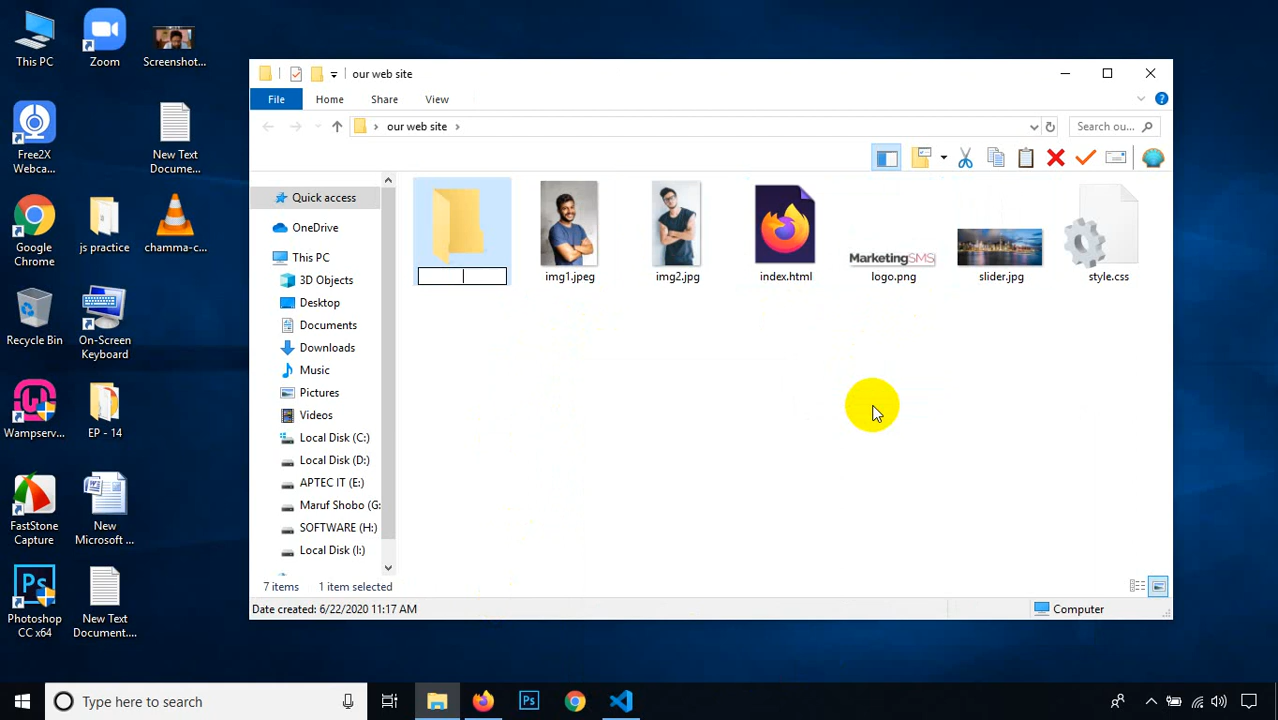 This PC
Zoom
Screenshot...
Free2X
Webca...
New Text
Docume...
Google
Chrome
js practice
chamma-c...
Recycle Bin
On-Screen
Keyboard
Wampserv...
EP - 14
FastStone
Capture
New
Microsoft ...
Photoshop
CC x64
New Text
Document....
our web site
File
Home
Share
View
our web site
Search ou...
Quick access
OneDrive
This PC
3D Objects
Desktop
Documents
Downloads
Music
Pictures
Videos
Local Disk (C:)
Local Disk (D:)
APTEC IT (E:)
Maruf Shobo (G:
SOFTWARE (H:)
Local Disk (I:)
img1.jpeg
img2.jpg
index.html
MarketingSMS
logo.png
slider.jpg
style.css
7 items
1 item selected
Date created: 6/22/2020 11:17 AM
Computer
Type here to search
Ps